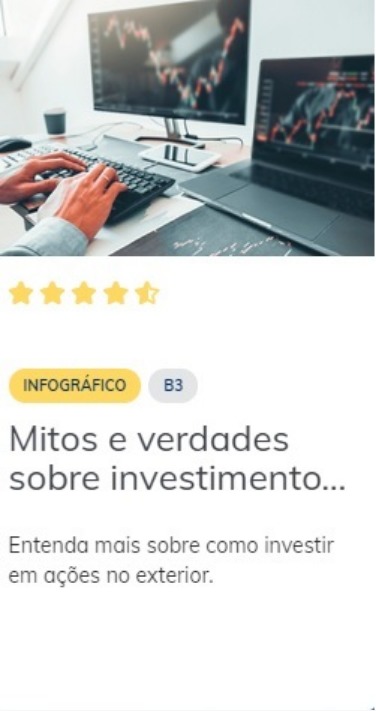 INFOGRÁFICO B3
Mitos e verdades
sobre investimento...
Entenda mais sobre como investir
em ações no exterior.